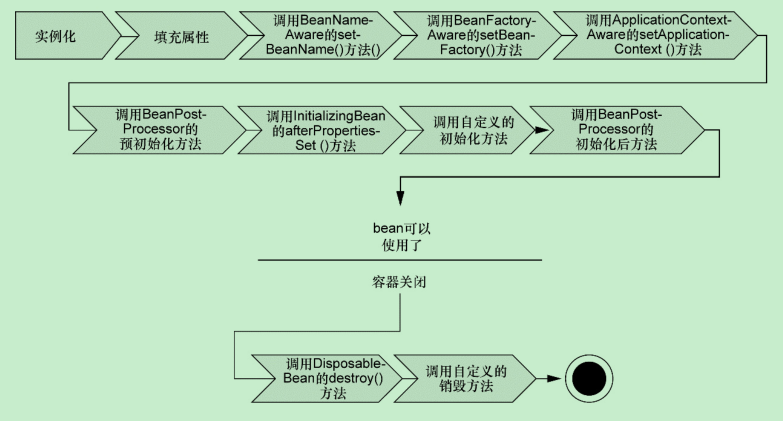 实例化
填充属性
调用BeanName-
Aware的set-
BeanName()方法()
调用BeanFactory-
Aware的setBean-
Factory()方法
调用ApplicationContext-
Aware的setApplication-
Context ()方法
调用BeanPost-
Processor的
预初始化方法
调用InitializingBean
的afterProperties-
Set ()方法
调用自定义的
初始化方法
调用BeanPost-
Processor的
初始化后方法
bean可以
使用了
容器关闭
调用Disposable-
Bean的destroy()
方法
调用自定义的
销毁方法